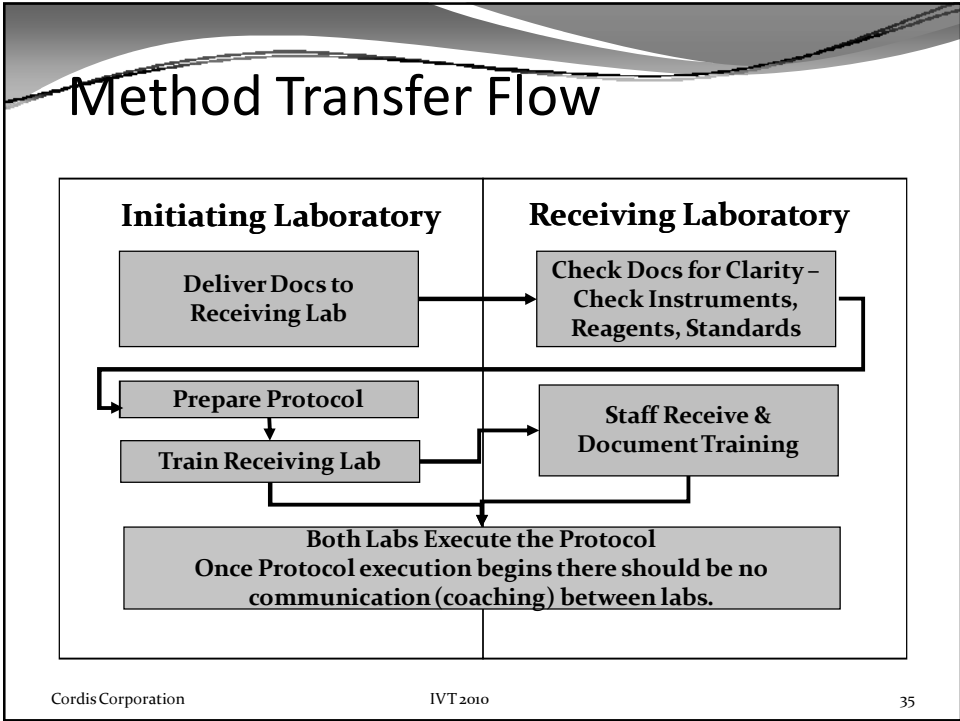 Method Transfer Flow
Initiating Laboratory
Receiving Laboratory
Deliver Docs to
Receiving Lab
Check Docs for Clarity –
Check Instruments,
Reagents, Standards
Prepare Protocol
Train Receiving Lab
Staff Receive &
Document Training
Both Labs Execute the Protocol
Once Protocol execution begins there should be no
communication (coaching) between labs.
Cordis Corporation
IVT 2010
35